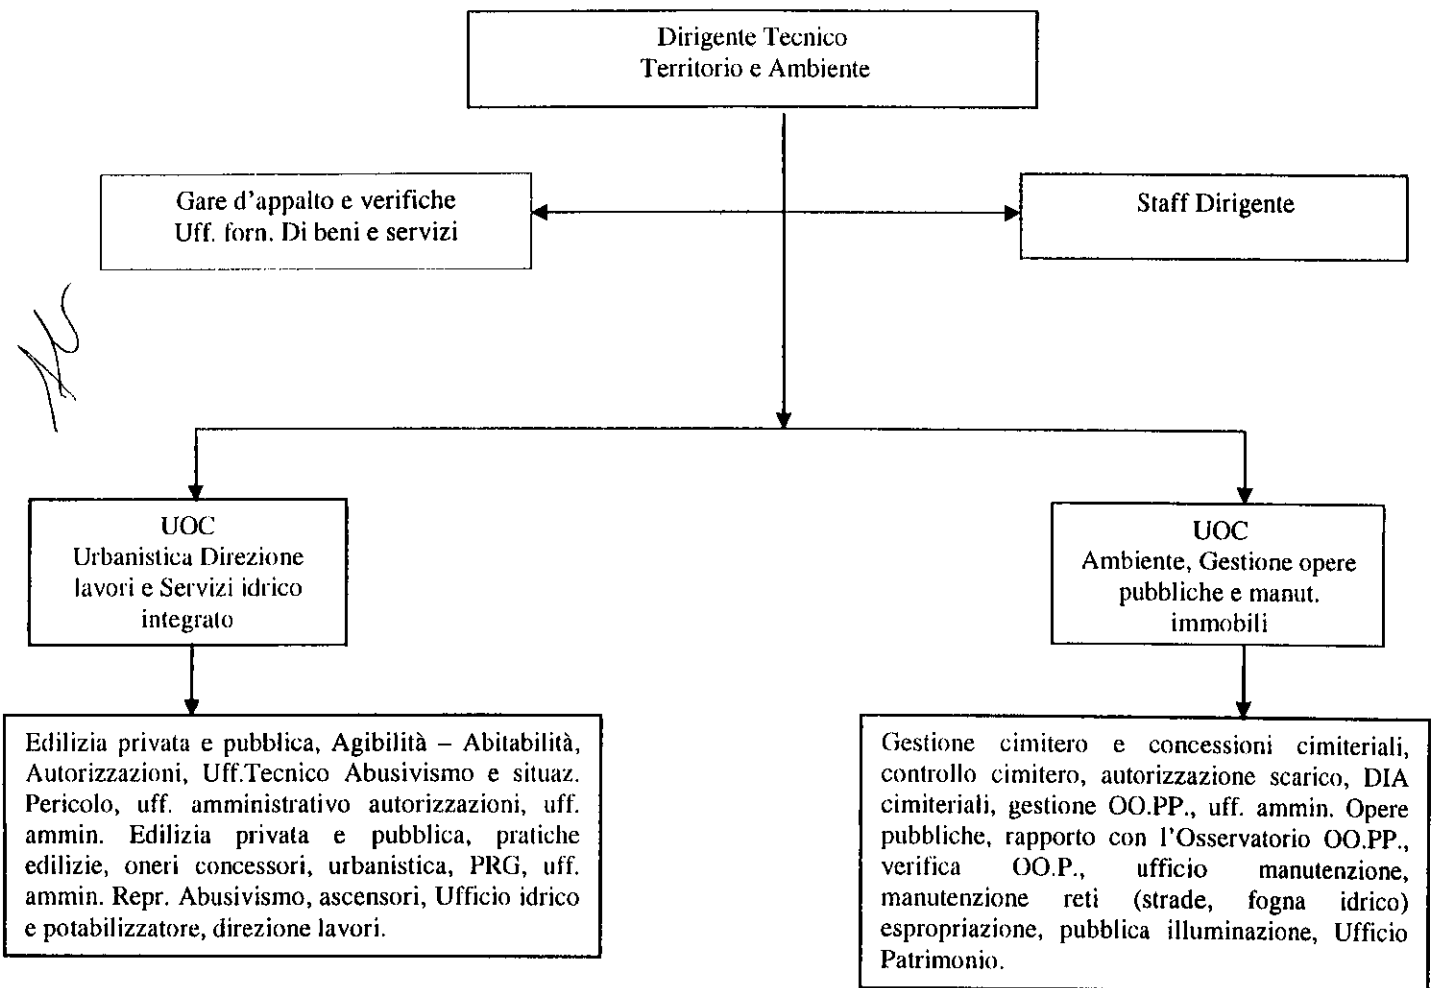 Dirigente Tecnico
Territorio e Ambiente
Gare d'appalto e verifiche
Uff. forn. Di beni e servizi
Staff Dirigente
UOC
Urbanistica Direzione
lavori e Servizi idrico
integrato
UOC
Ambiente, Gestione opere
pubbliche e manut.
immobili
Edilizia privata e pubblica, Agibilità – Abitabilità,
Autorizzazioni, Uff.Tecnico Abusivismo e situaz.
Pericolo, uff. amministrativo autorizzazioni, uff.
ammin. Edilizia privata e pubblica, pratiche
edilizie, oneri concessori, urbanistica, PRG, uff.
ammin. Repr. Abusivismo, ascensori, Ufficio idrico
e potabilizzatore, direzione lavori.
Gestione cimitero e concessioni cimiteriali,
controllo cimitero, autorizzazione scarico, DIA
cimiteriali, gestione OO.PP., uff. ammin. Opere
pubbliche, rapporto con l'Osservatorio OO.PP.,
verifica OO.P., ufficio manutenzione,
manutenzione reti (strade, fogna idrico)
espropriazione, pubblica illuminazione, Ufficio
Patrimonio.